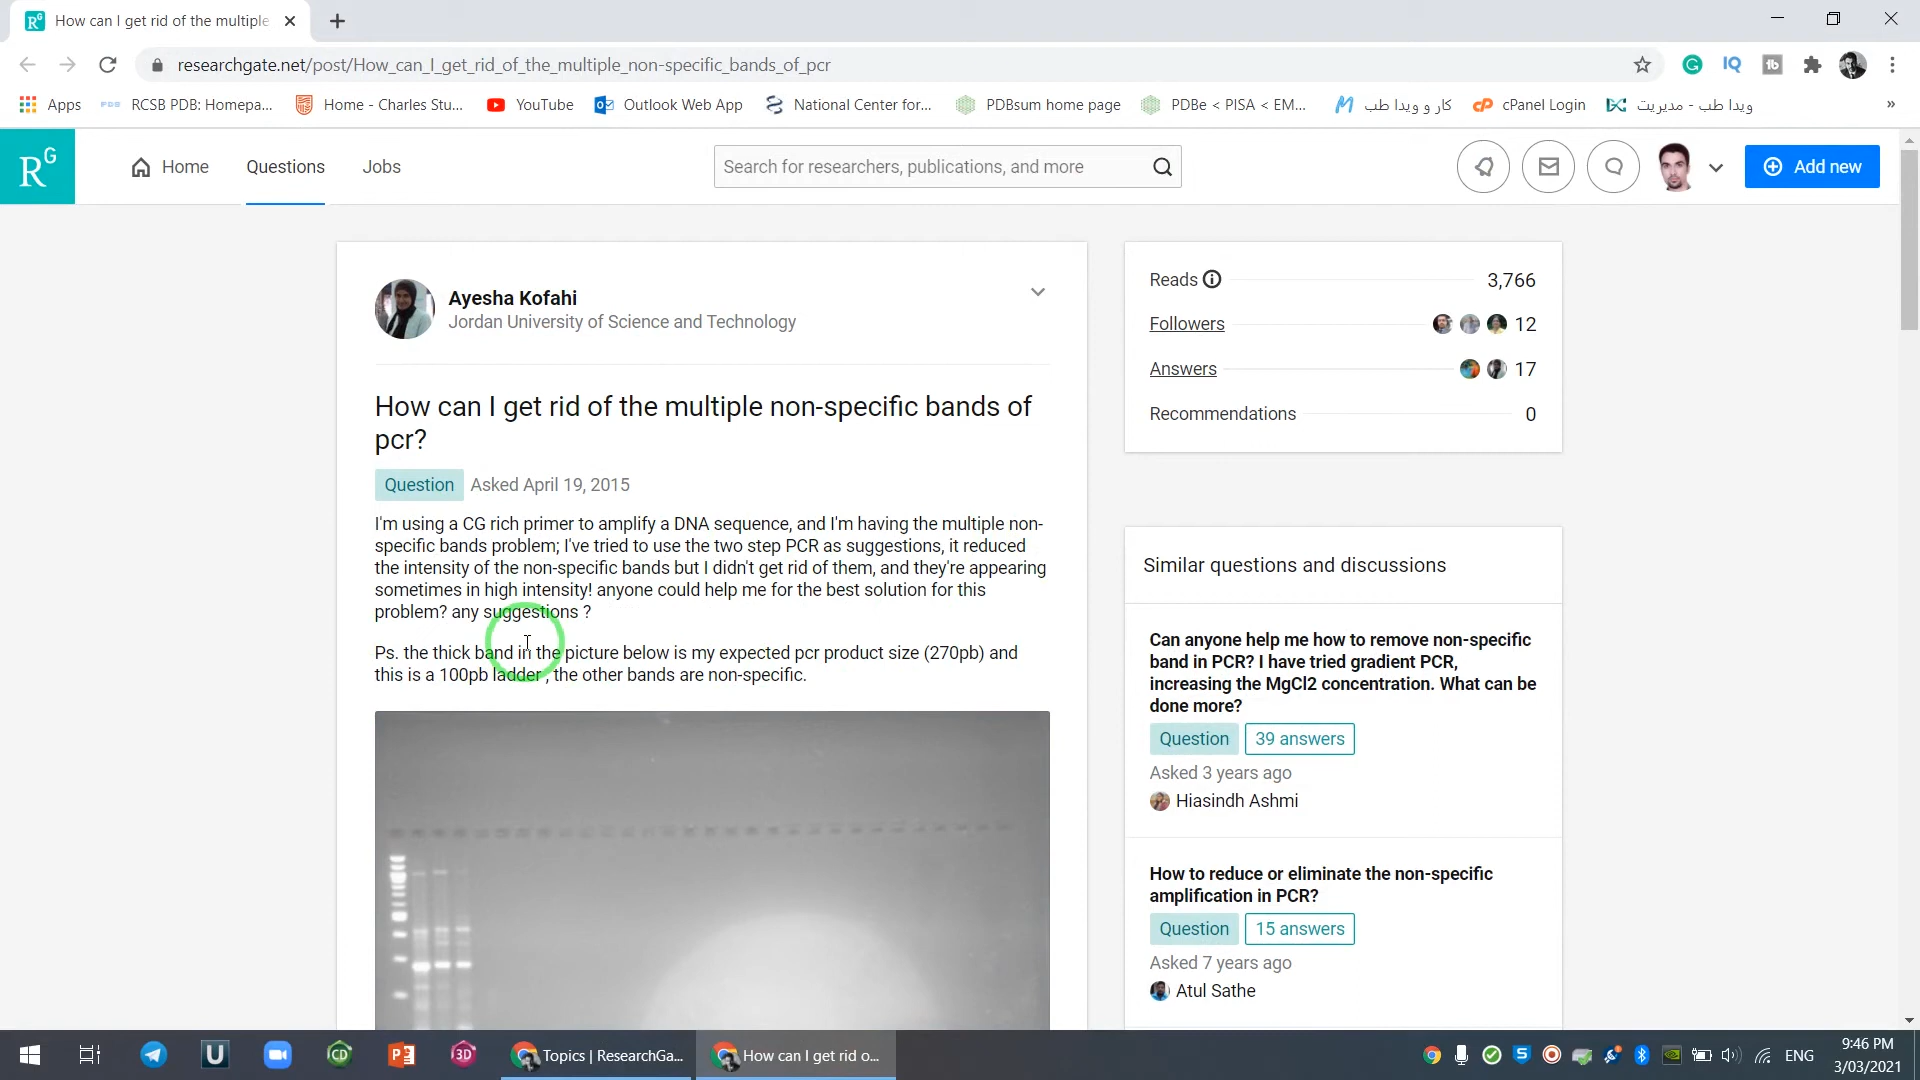 How can I get rid of the multiple
researchgate.net/post/How_can_I_get_rid_of_the_multiple_non-specific_bands_of_pcr
Apps RCSB PDB: Homepa... Home - Charles Stu... YouTube Outlook Web App National Center for... PDBsum home page PDBe < PISA < EM... کار و ویدا طب cPanel Login ویدا طب - مدیریت »
RG Home Questions Jobs Search for researchers, publications, and more Add new
Ayesha Kofahi
Jordan University of Science and Technology
How can I get rid of the multiple non-specific bands of
pcr?
Question Asked April 19, 2015
I'm using a CG rich primer to amplify a DNA sequence, and I'm having the multiple non-
specific bands problem; I've tried to use the two step PCR as suggestions, it reduced
the intensity of the non-specific bands but I didn't get rid of them, and they're appearing
sometimes in high intensity! anyone could help me for the best solution for this
problem? any suggestions ?
Ps. the thick band in the picture below is my expected pcr product size (270pb) and
this is a 100pb ladder , the other bands are non-specific.
Reads 3,766
Followers 12
Answers 17
Recommendations 0
Similar questions and discussions
Can anyone help me how to remove non-specific
band in PCR? I have tried gradient PCR,
increasing the MgCl2 concentration. What can be
done more?
Question 39 answers
Asked 3 years ago
Hiasindh Ashmi
How to reduce or eliminate the non-specific
amplification in PCR?
Question 15 answers
Asked 7 years ago
Atul Sathe
Topics | ResearchGa... How can I get rid o... ENG 9:46 PM
3/03/2021